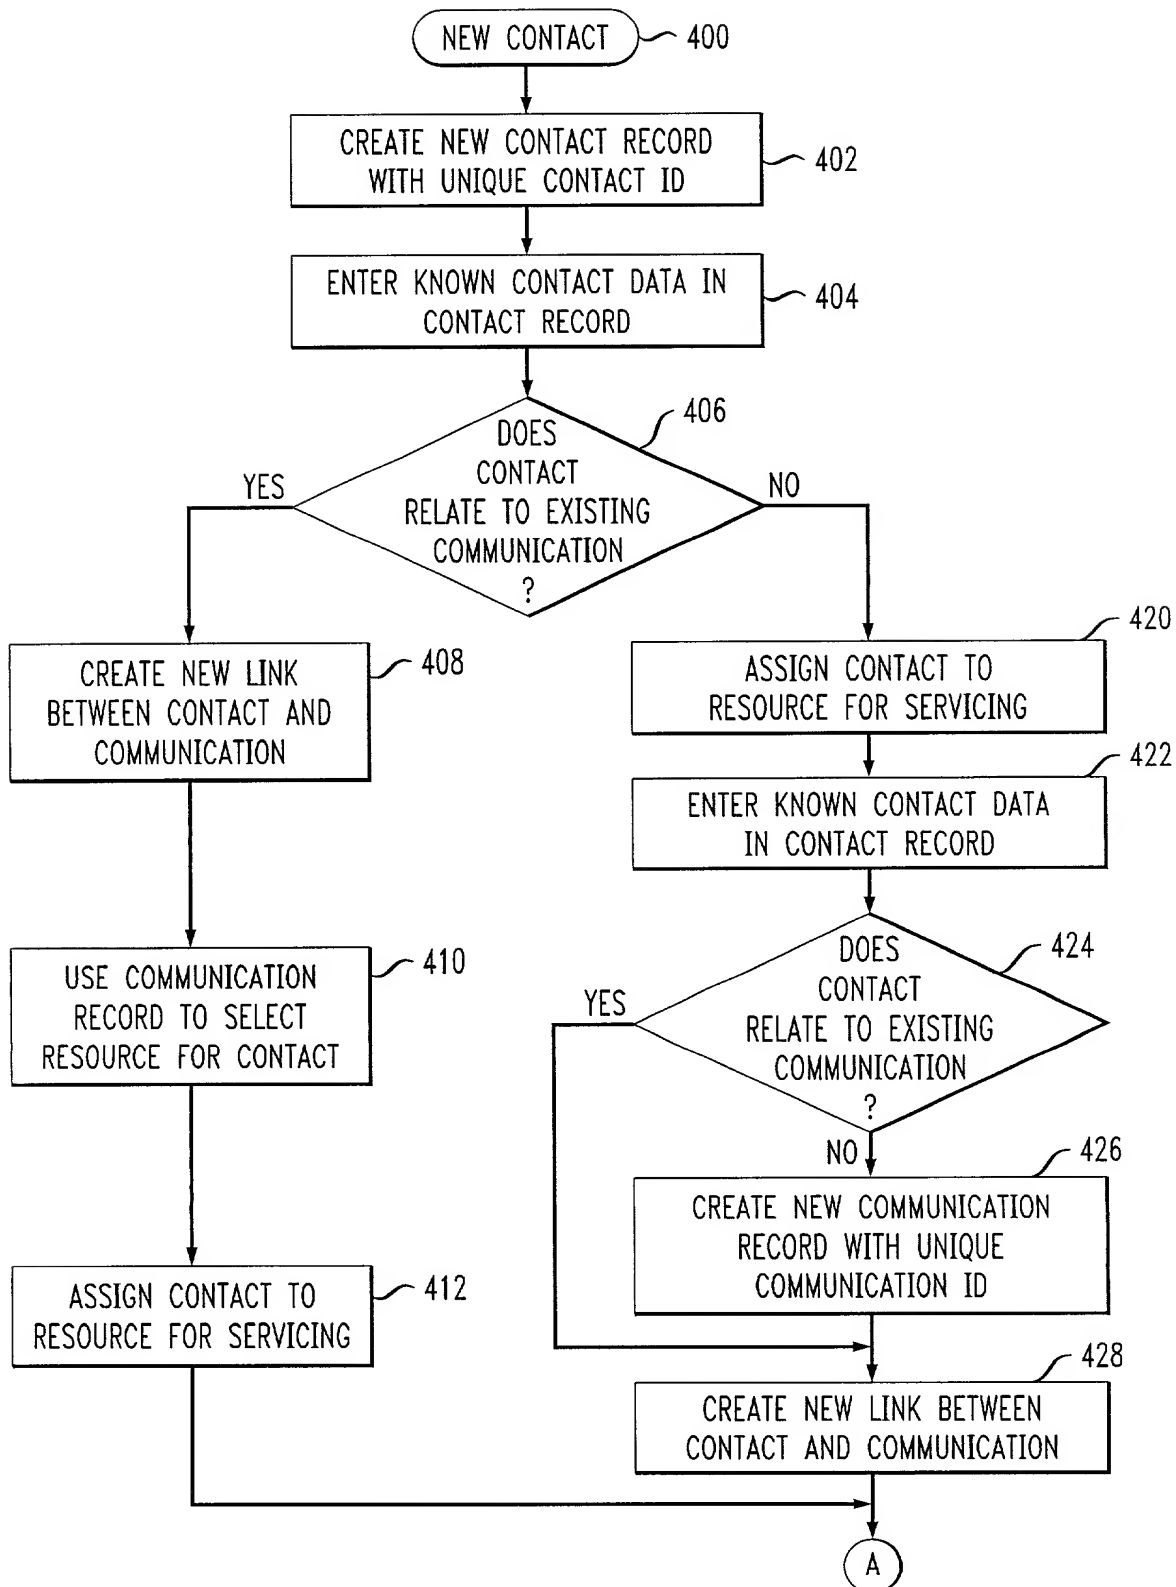 NEW CONTACT
400
CREATE NEW CONTACT RECORD
WITH UNIQUE CONTACT ID
402
ENTER KNOWN CONTACT DATA IN
CONTACT RECORD
404
406
DOES
CONTACT
RELATE TO EXISTING
COMMUNICATION
?
YES
NO
CREATE NEW LINK
BETWEEN CONTACT AND
COMMUNICATION
408
USE COMMUNICATION
RECORD TO SELECT
RESOURCE FOR CONTACT
410
ASSIGN CONTACT TO
RESOURCE FOR SERVICING
412
420
ASSIGN CONTACT TO
RESOURCE FOR SERVICING
422
ENTER KNOWN CONTACT DATA
IN CONTACT RECORD
424
DOES
CONTACT
RELATE TO EXISTING
COMMUNICATION
?
YES
NO
426
CREATE NEW COMMUNICATION
RECORD WITH UNIQUE
COMMUNICATION ID
428
CREATE NEW LINK BETWEEN
CONTACT AND COMMUNICATION
A